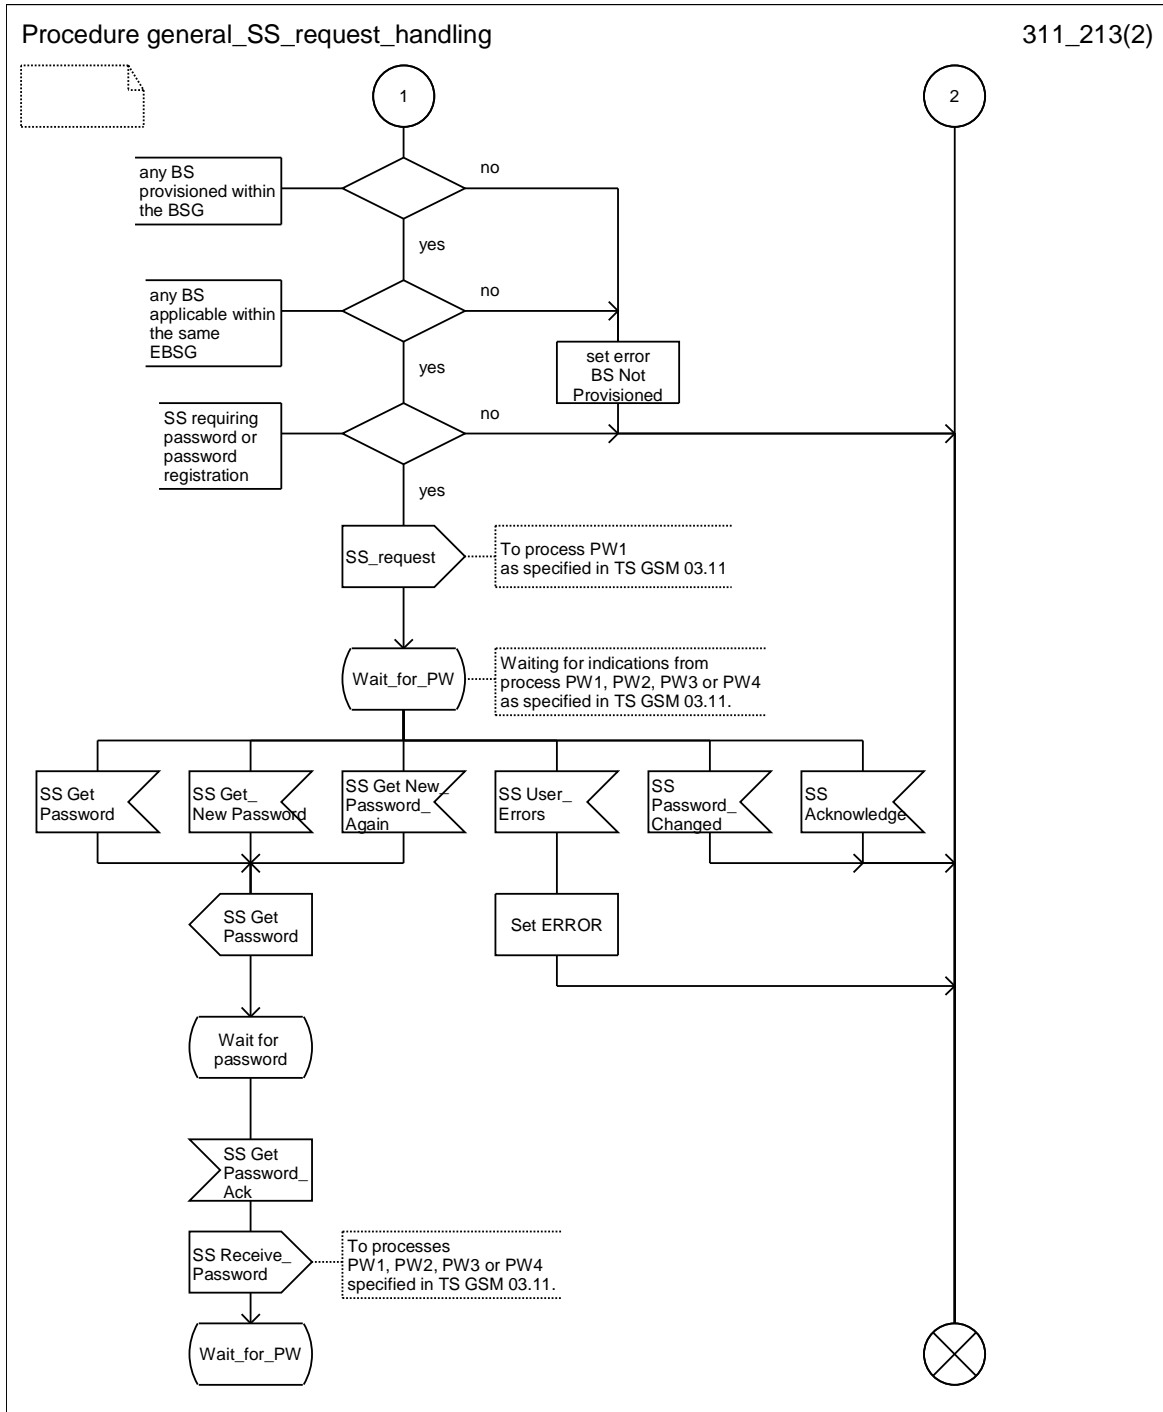 Procedure general_SS_request_handling
311_213(2)
1
2
any BS
provisioned within
the BSG
no
yes
any BS
applicable within
the same
EBSG
no
set error
BS Not
Provisioned
yes
SS requiring
password or
password
registration
no
yes
SS_request
To process PW1
as specified in TS GSM 03.11
Wait_for_PW
Waiting for indications from
process PW1, PW2, PW3 or PW4
as specified in TS GSM 03.11.
SS Get
Password
SS Get_
New Password
SS Get New_
Password_
Again
SS User_
Errors
SS
Password_
Changed
SS
Acknowledge
SS Get
Password
Set ERROR
Wait for
password
SS Get
Password_
Ack
SS Receive_
Password
To processes
PW1, PW2, PW3 or PW4
specified in TS GSM 03.11.
Wait_for_PW